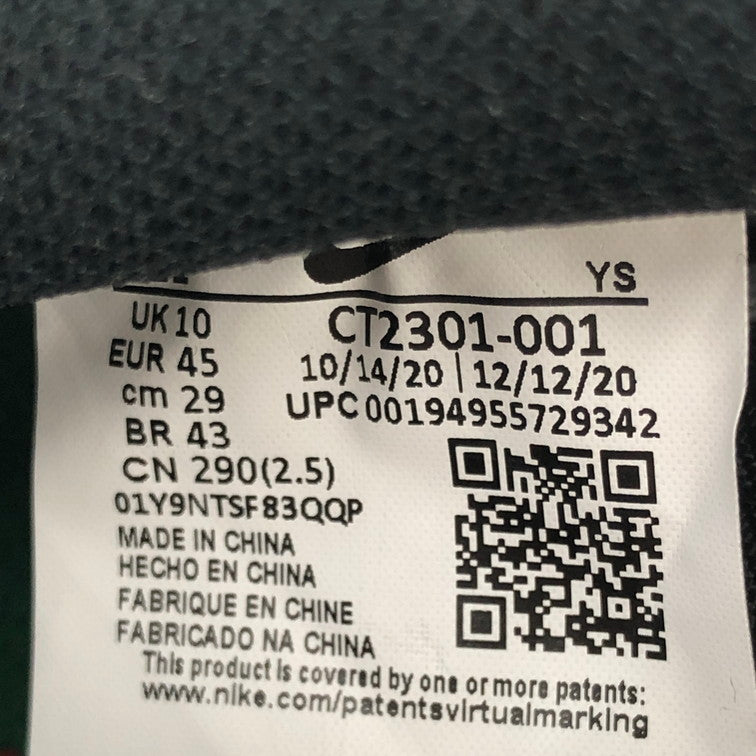 YS
UK 10
CT2301-001
EUR 45
10/14/20 | 12/12/20
cm 29
UPC 00194955729342
BR 43
CN 290(2.5)
01Y9NTSF83QQP
MADE IN CHINA
HECHO EN CHINA
FABRIQUE EN CHINE
FABRICADO NA CHINA
This product is covered by one or more patents:
www.nike.com/patentsvirtualmarking